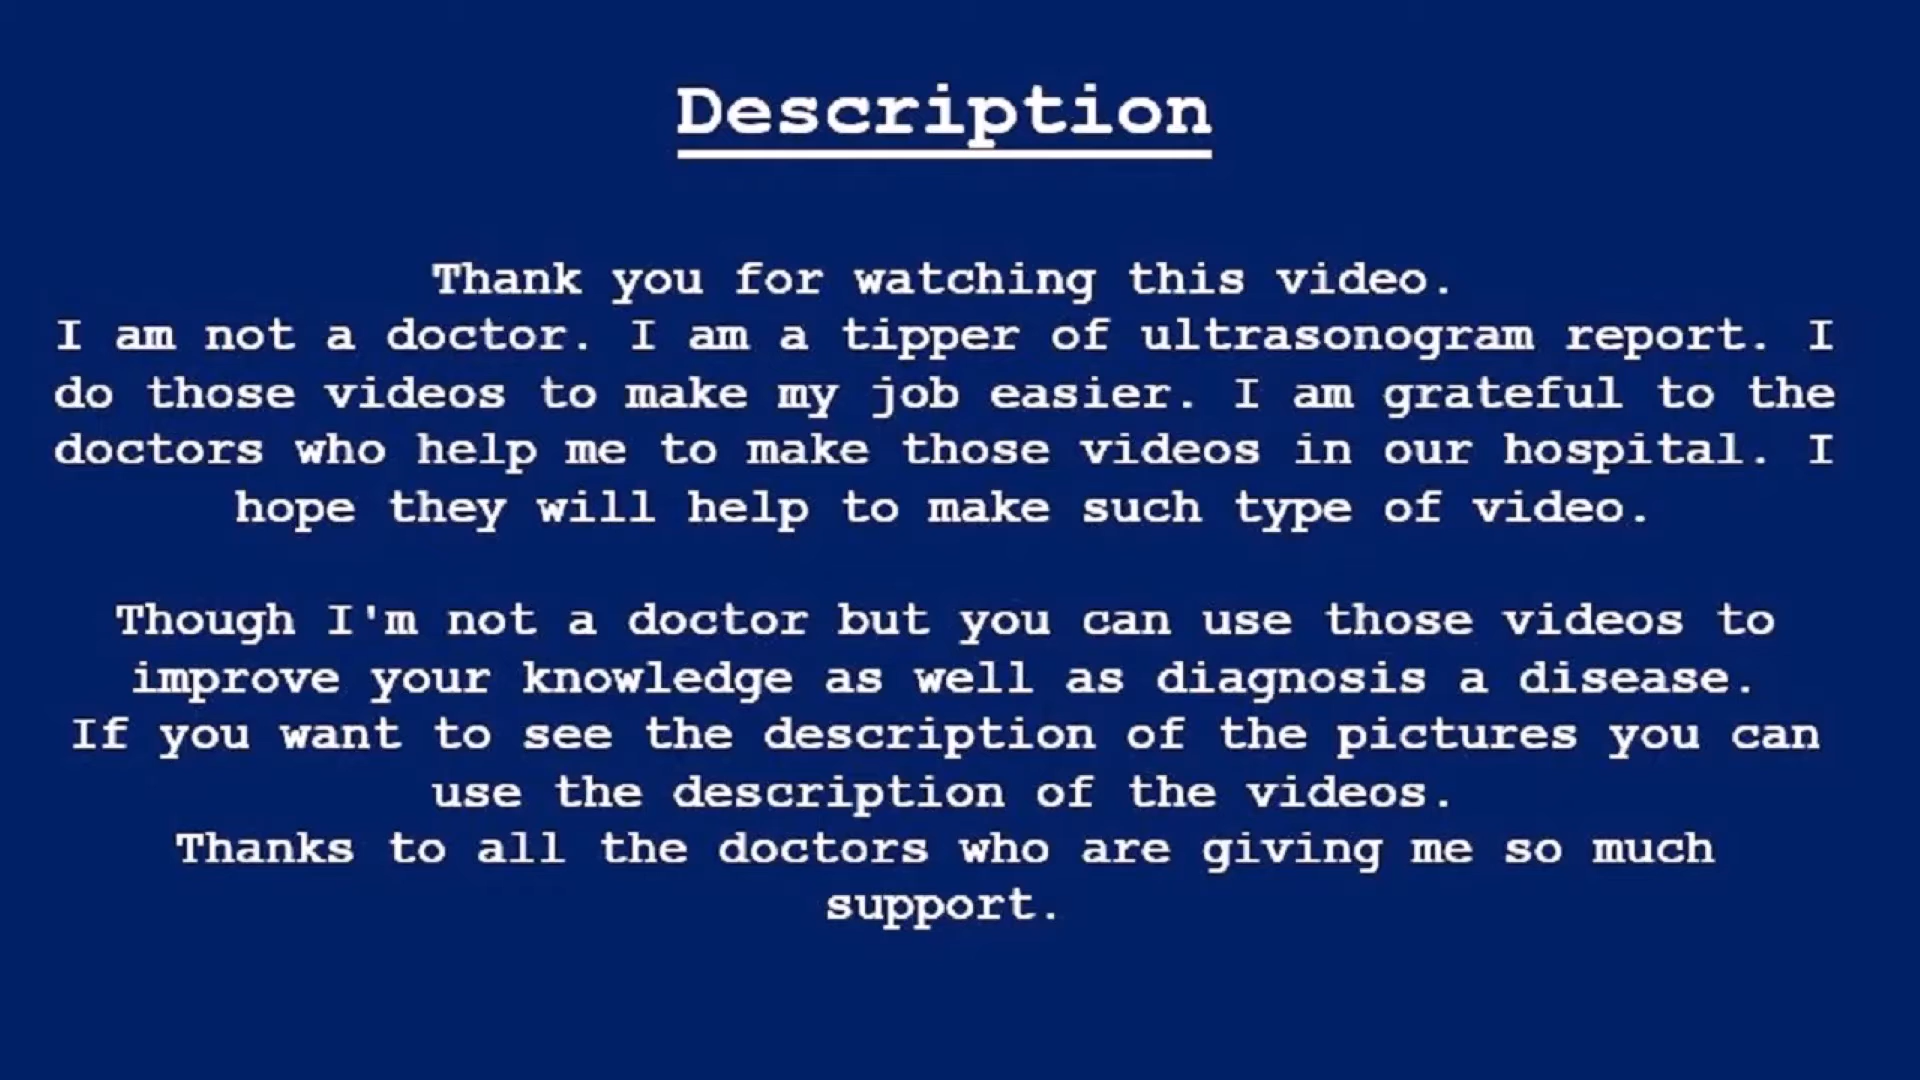 Description
Thank you for watching this video.
I am not a doctor. I am a tipper of ultrasonogram report. I
do those videos to make my job easier. I am grateful to the
doctors who help me to make those videos in our hospital. I
hope they will help to make such type of video.
Though I'm not a doctor but you can use those videos to
improve your knowledge as well as diagnosis a disease.
If you want to see the description of the pictures you can
use the description of the videos.
Thanks to all the doctors who are giving me so much
support.